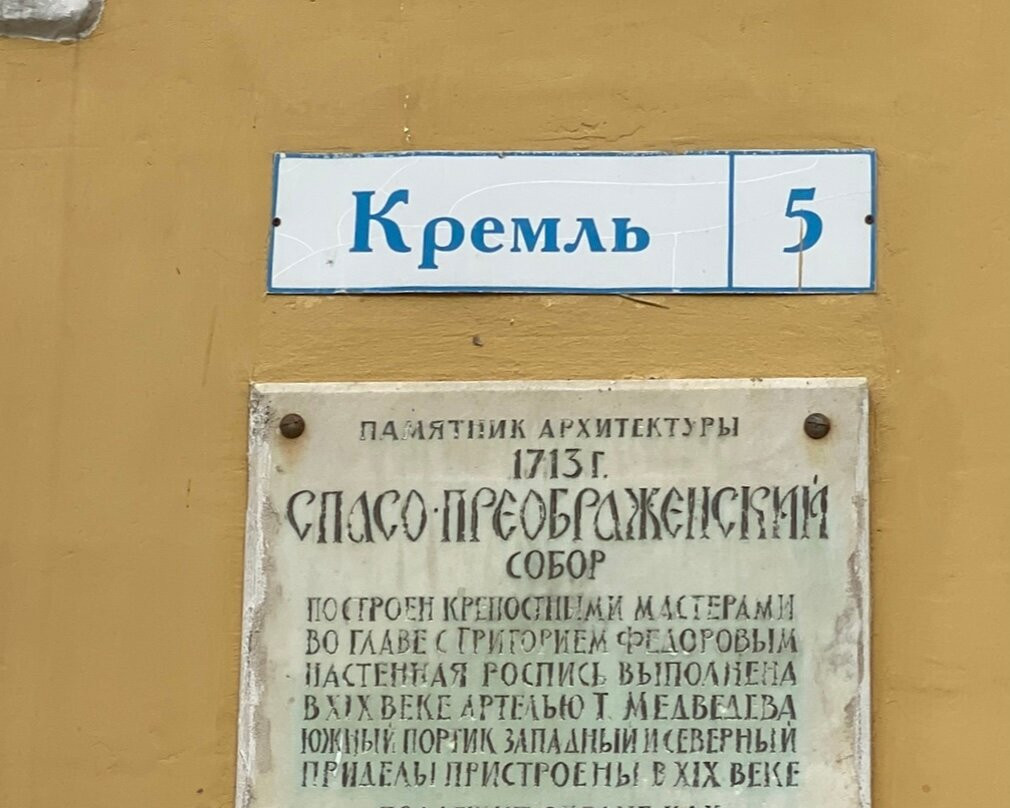 Кремль 5
ПАМЯТНИК АРХИТЕКТУРЫ
1713 Г.
СПАСО-ПРЕОБРАЖЕНСКИЙ
СОБОР
ПОСТРОЕН КРЕПОСТНЫМИ МАСТЕРАМИ
ВО ГЛАВЕ С ГРИГОРИЕМ ФЕДОРОВЫМ
НАСТЕННАЯ РОСПИСЬ ВЫПОЛНЕНА
В XIX ВЕКЕ АРТЕЛЬЮ Т. МЕДВЕДЕВА
ЮЖНЫЙ ПОРТИК ЗАПАДНЫЙ И СЕВЕРНЫЙ
ПРИДЕЛЫ ПРИСТРОЕНЫ В XIX ВЕКЕ